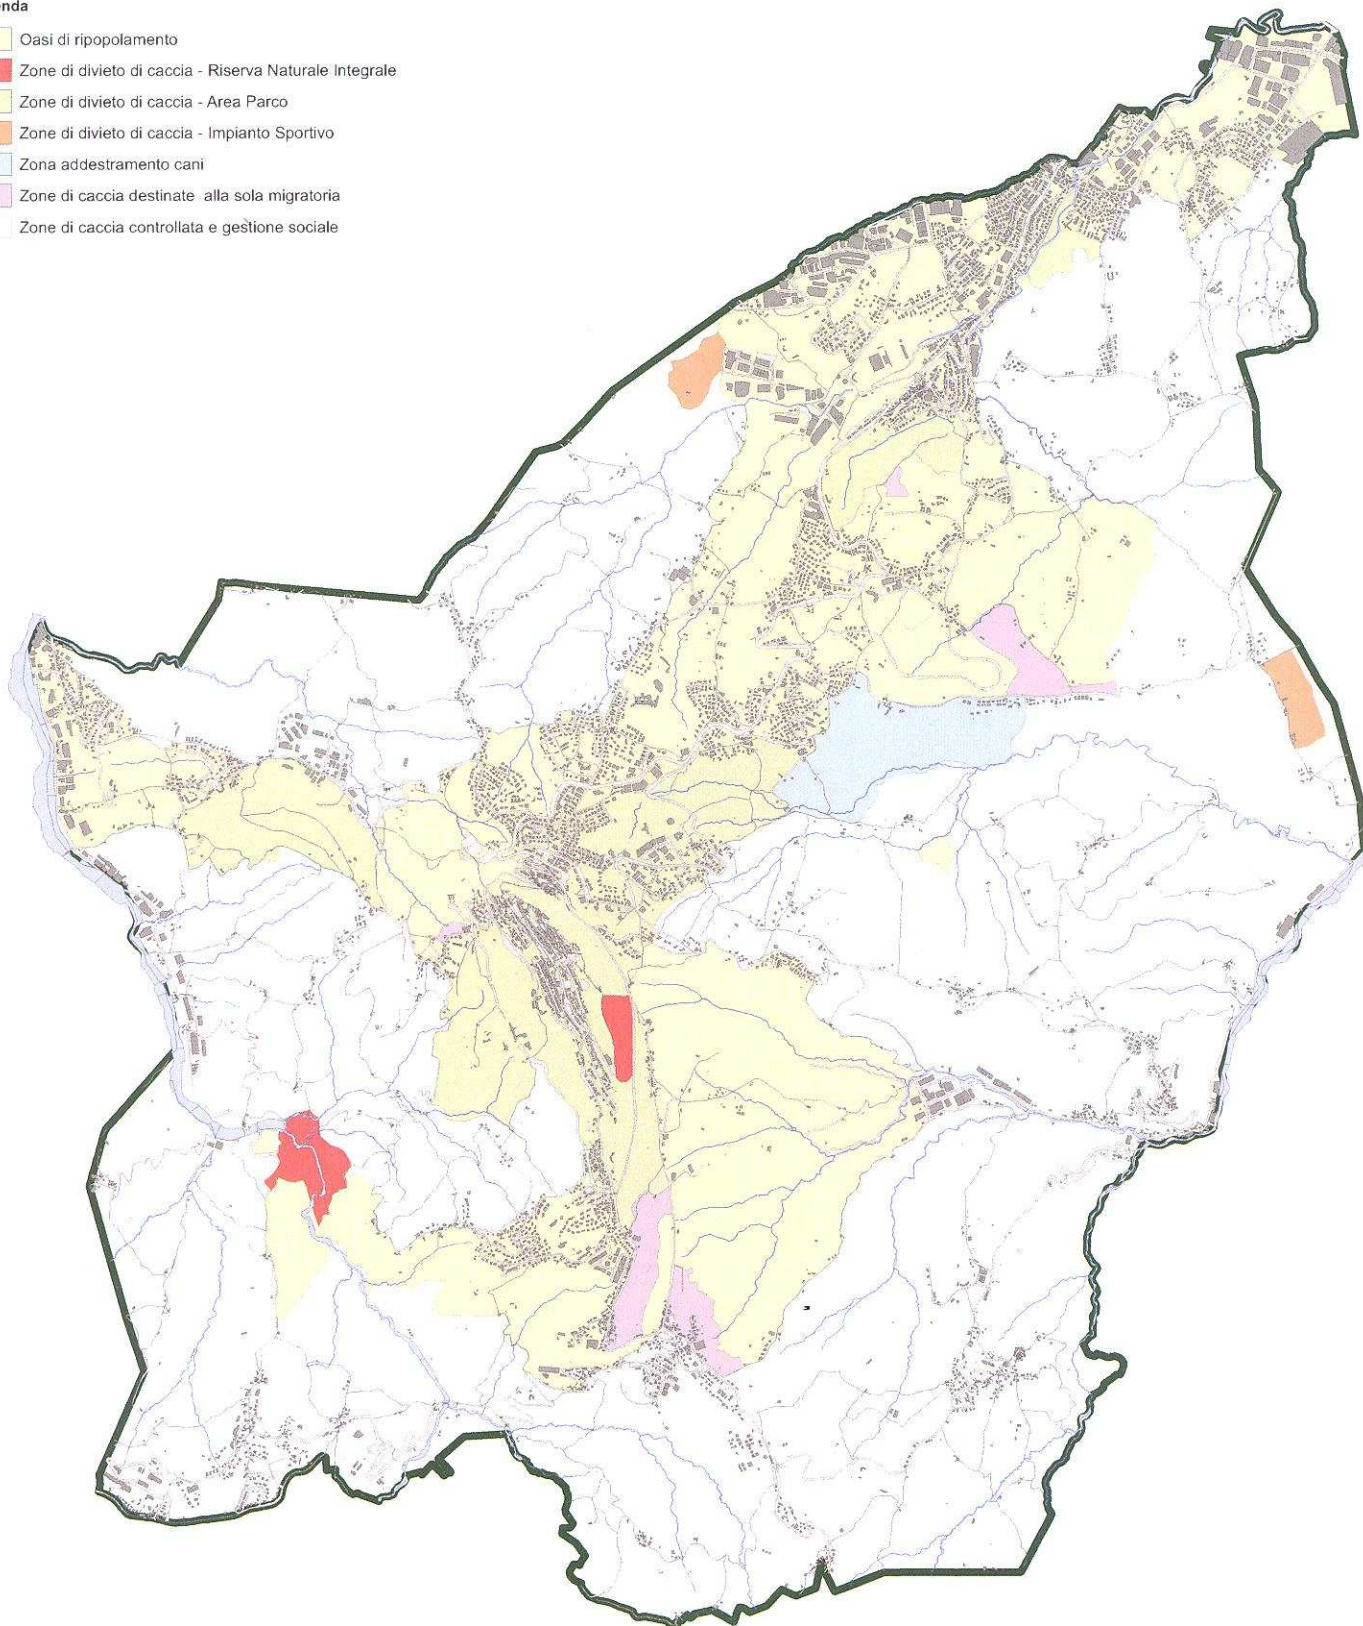 enda
Oasi di ripopolamento
Zone di divieto di caccia - Riserva Naturale Integrale
Zone di divieto di caccia - Area Parco
Zone di divieto di caccia - Impianto Sportivo
Zona addestramento cani
Zone di caccia destinate alla sola migratoria
Zone di caccia controllata e gestione sociale